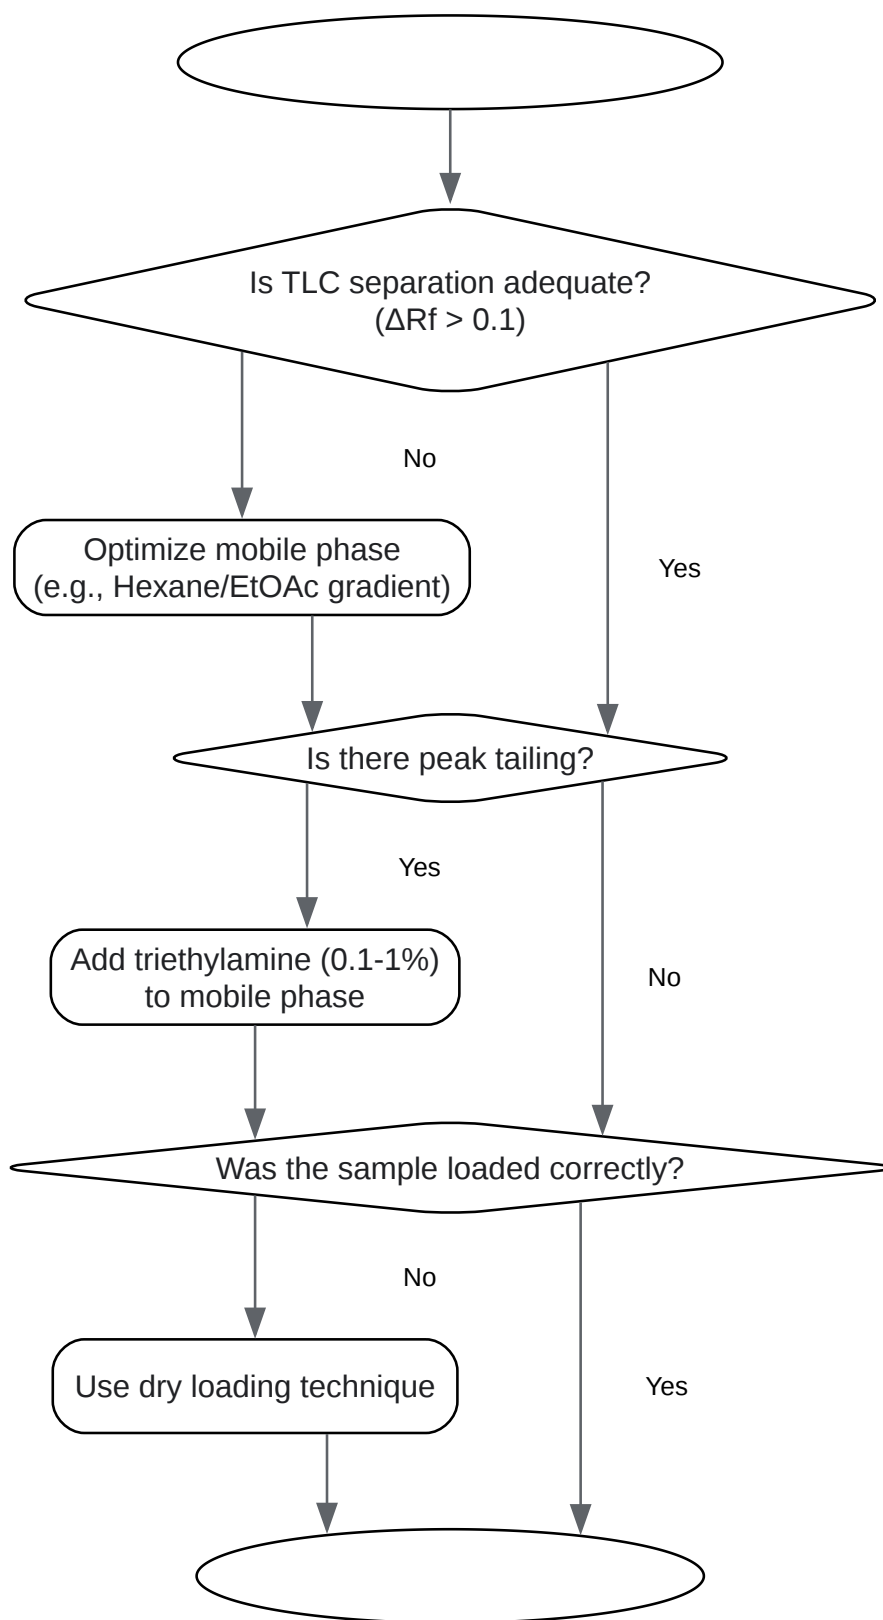 Is TLC separation adequate?
(ΔRf > 0.1)
No
Optimize mobile phase
(e.g., Hexane/EtOAc gradient)
Yes
Is there peak tailing?
Yes
Add triethylamine (0.1-1%)
to mobile phase
No
Was the sample loaded correctly?
No
Use dry loading technique
Yes